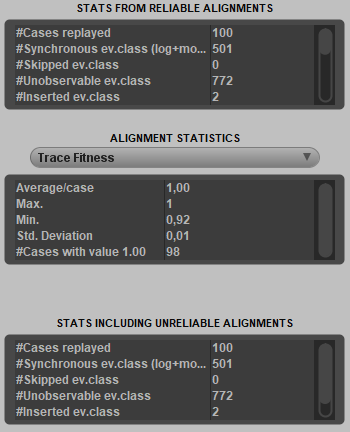 STATS FROM RELIABLE ALIGNMENTS
#Cases replayed 100
#Synchronous ev.class (log+mo... 501
#Skipped ev.class 0
#Unobservable ev.class 772
#Inserted ev.class 2
ALIGNMENT STATISTICS
Trace Fitness
Average/case 1,00
Max. 1
Min. 0,92
Std. Deviation 0,01
#Cases with value 1.00 98
STATS INCLUDING UNRELIABLE ALIGNMENTS
#Cases replayed 100
#Synchronous ev.class (log+mo... 501
#Skipped ev.class 0
#Unobservable ev.class 772
#Inserted ev.class 2